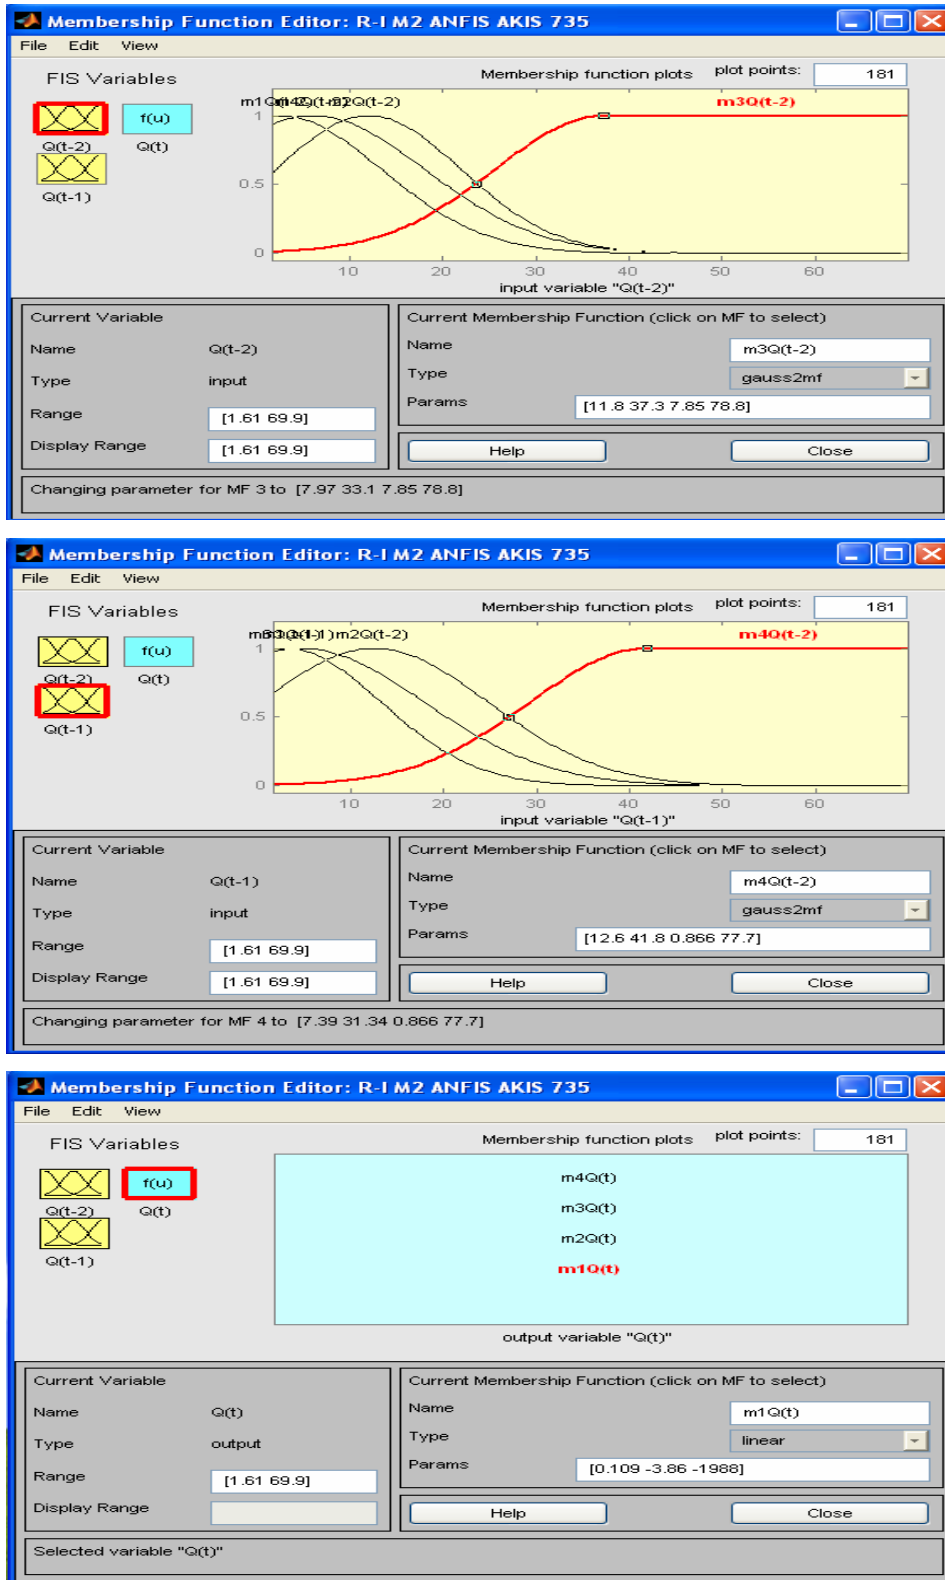 Membership Function Editor: R-I M2 ANFIS AKIS 735
File Edit View
FIS Variables
Membership function plots plot points: 181
m2Q(t-2) m3Q(t-2)
f(u)
Q(t-2) Q(t)
Q(t-1)
1
0.5
0
10 20 30 40 50 60
input variable "Q(t-2)"
Current Variable
Name Q(t-2)
Type input
Range [1.61 69.9]
Display Range [1.61 69.9]
Current Membership Function (click on MF to select)
Name m3Q(t-2)
Type gauss2mf
Params [11.8 37.3 7.85 78.8]
Help Close
Changing parameter for MF 3 to [7.97 33.1 7.85 78.8]
Membership Function Editor: R-I M2 ANFIS AKIS 735
File Edit View
FIS Variables
Membership function plots plot points: 181
m2Q(t-2) m4Q(t-2)
f(u)
Q(t-2) Q(t)
Q(t-1)
1
0.5
0
10 20 30 40 50 60
input variable "Q(t-1)"
Current Variable
Name Q(t-1)
Type input
Range [1.61 69.9]
Display Range [1.61 69.9]
Current Membership Function (click on MF to select)
Name m4Q(t-2)
Type gauss2mf
Params [12.6 41.8 0.866 77.7]
Help Close
Changing parameter for MF 4 to [7.39 31.34 0.866 77.7]
Membership Function Editor: R-I M2 ANFIS AKIS 735
File Edit View
FIS Variables
Membership function plots plot points: 181
f(u)
Q(t-2) Q(t)
Q(t-1)
m4Q(t)
m3Q(t)
m2Q(t)
m1Q(t)
output variable "Q(t)"
Current Variable
Name Q(t)
Type output
Range [1.61 69.9]
Display Range
Current Membership Function (click on MF to select)
Name m1Q(t)
Type linear
Params [0.109 -3.86 -1988]
Help Close
Selected variable "Q(t)"